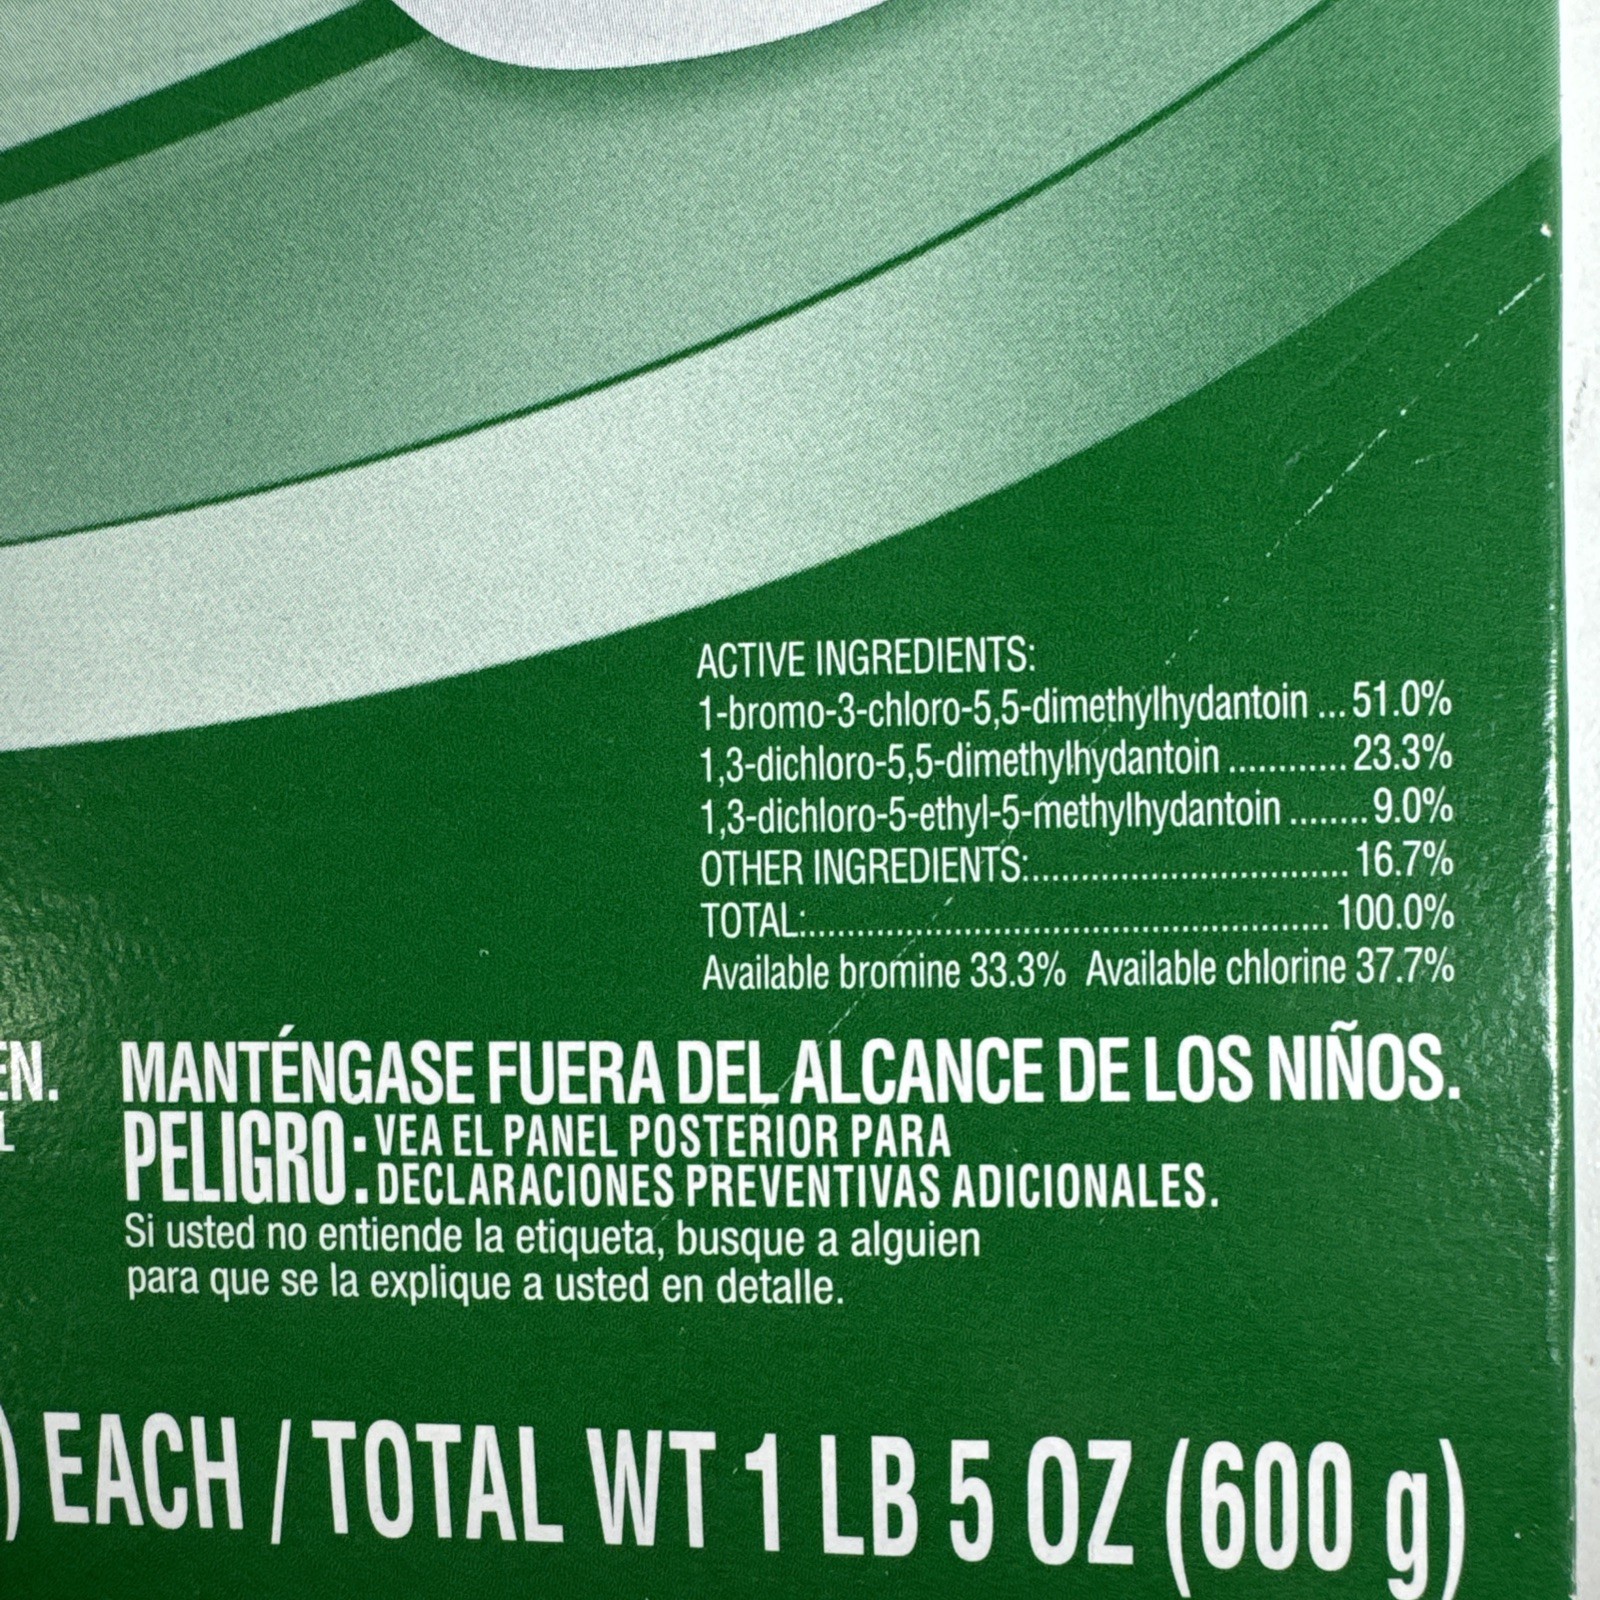 ACTIVE INGREDIENTS:
1-bromo-3-chloro-5,5-dimethylhydantoin ... 51.0%
1,3-dichloro-5,5-dimethylhydantoin ............ 23.3%
1,3-dichloro-5-ethyl-5-methylhydantoin ........ 9.0%
OTHER INGREDIENTS:................................ 16.7%
TOTAL:..................................................... 100.0%
Available bromine 33.3% Available chlorine 37.7%
EN. MANTÉNGASE FUERA DEL ALCANCE DE LOS NIÑOS.
PELIGRO: VEA EL PANEL POSTERIOR PARA
DECLARACIONES PREVENTIVAS ADICIONALES.
Si usted no entiende la etiqueta, busque a alguien
para que se la explique a usted en detalle.
) EACH / TOTAL WT 1 LB 5 OZ (600 g)